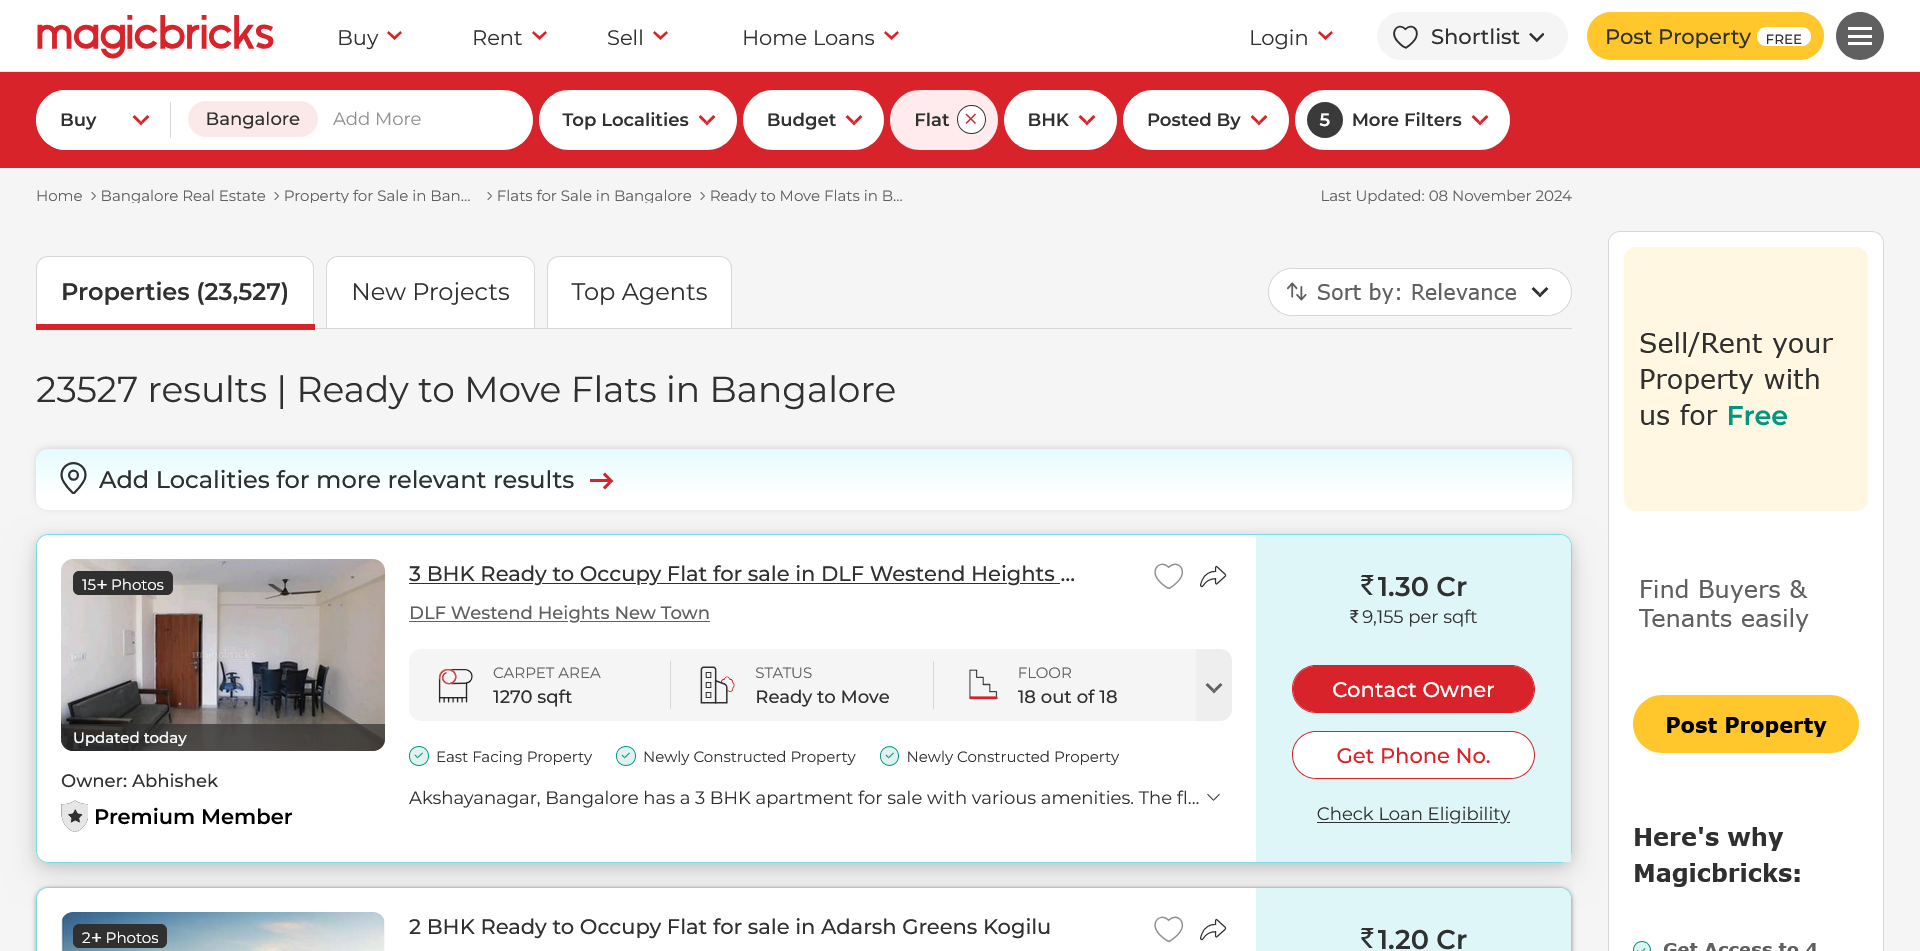 magicbricks
Buy
Rent
Sell
Home Loans
Login
Shortlist
Post Property FREE
Buy
Bangalore
Add More
Top Localities
Budget
Flat
BHK
Posted By
5 More Filters
Home
Bangalore Real Estate
Property for Sale in Ban...
Flats for Sale in Bangalore
Ready to Move Flats in B...
Last Updated: 08 November 2024
Properties (23,527)
New Projects
Top Agents
Sort by: Relevance
23527 results | Ready to Move Flats in Bangalore
Add Localities for more relevant results
15+ Photos
Updated today
Owner: Abhishek
Premium Member
3 BHK Ready to Occupy Flat for sale in DLF Westend Heights ...
DLF Westend Heights New Town
CARPET AREA
1270 sqft
STATUS
Ready to Move
FLOOR
18 out of 18
East Facing Property
Newly Constructed Property
Newly Constructed Property
Akshayanagar, Bangalore has a 3 BHK apartment for sale with various amenities. The fl...
₹1.30 Cr
₹9,155 per sqft
Contact Owner
Get Phone No.
Check Loan Eligibility
2+ Photos
2 BHK Ready to Occupy Flat for sale in Adarsh Greens Kogilu
₹1.20 Cr
Sell/Rent your
Property with
us for Free
Find Buyers &
Tenants easily
Post Property
Here's why
Magicbricks:
Get Access to 4